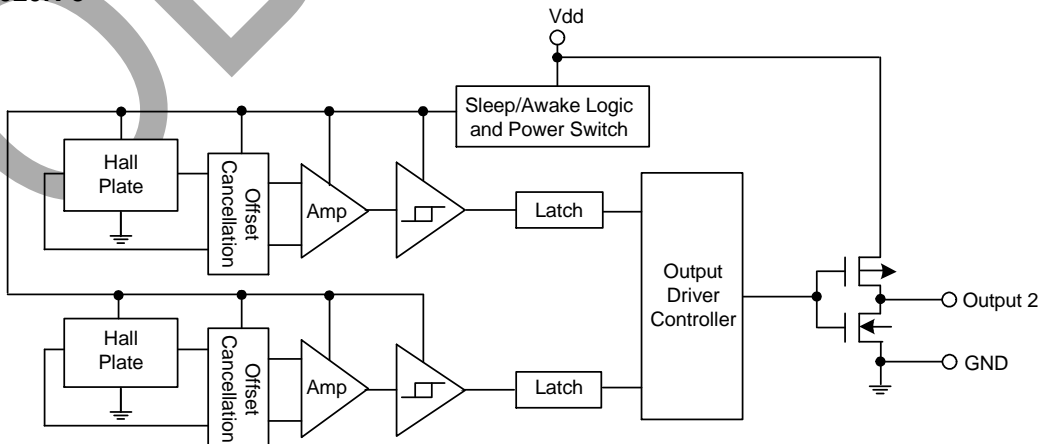 Vdd
Sleep/Awake Logic
and Power Switch
Hall
Plate
Offset
Cancellation
Amp
Latch
Output
Driver
Controller
Output 2
GND
Hall
Plate
Offset
Cancellation
Amp
Latch